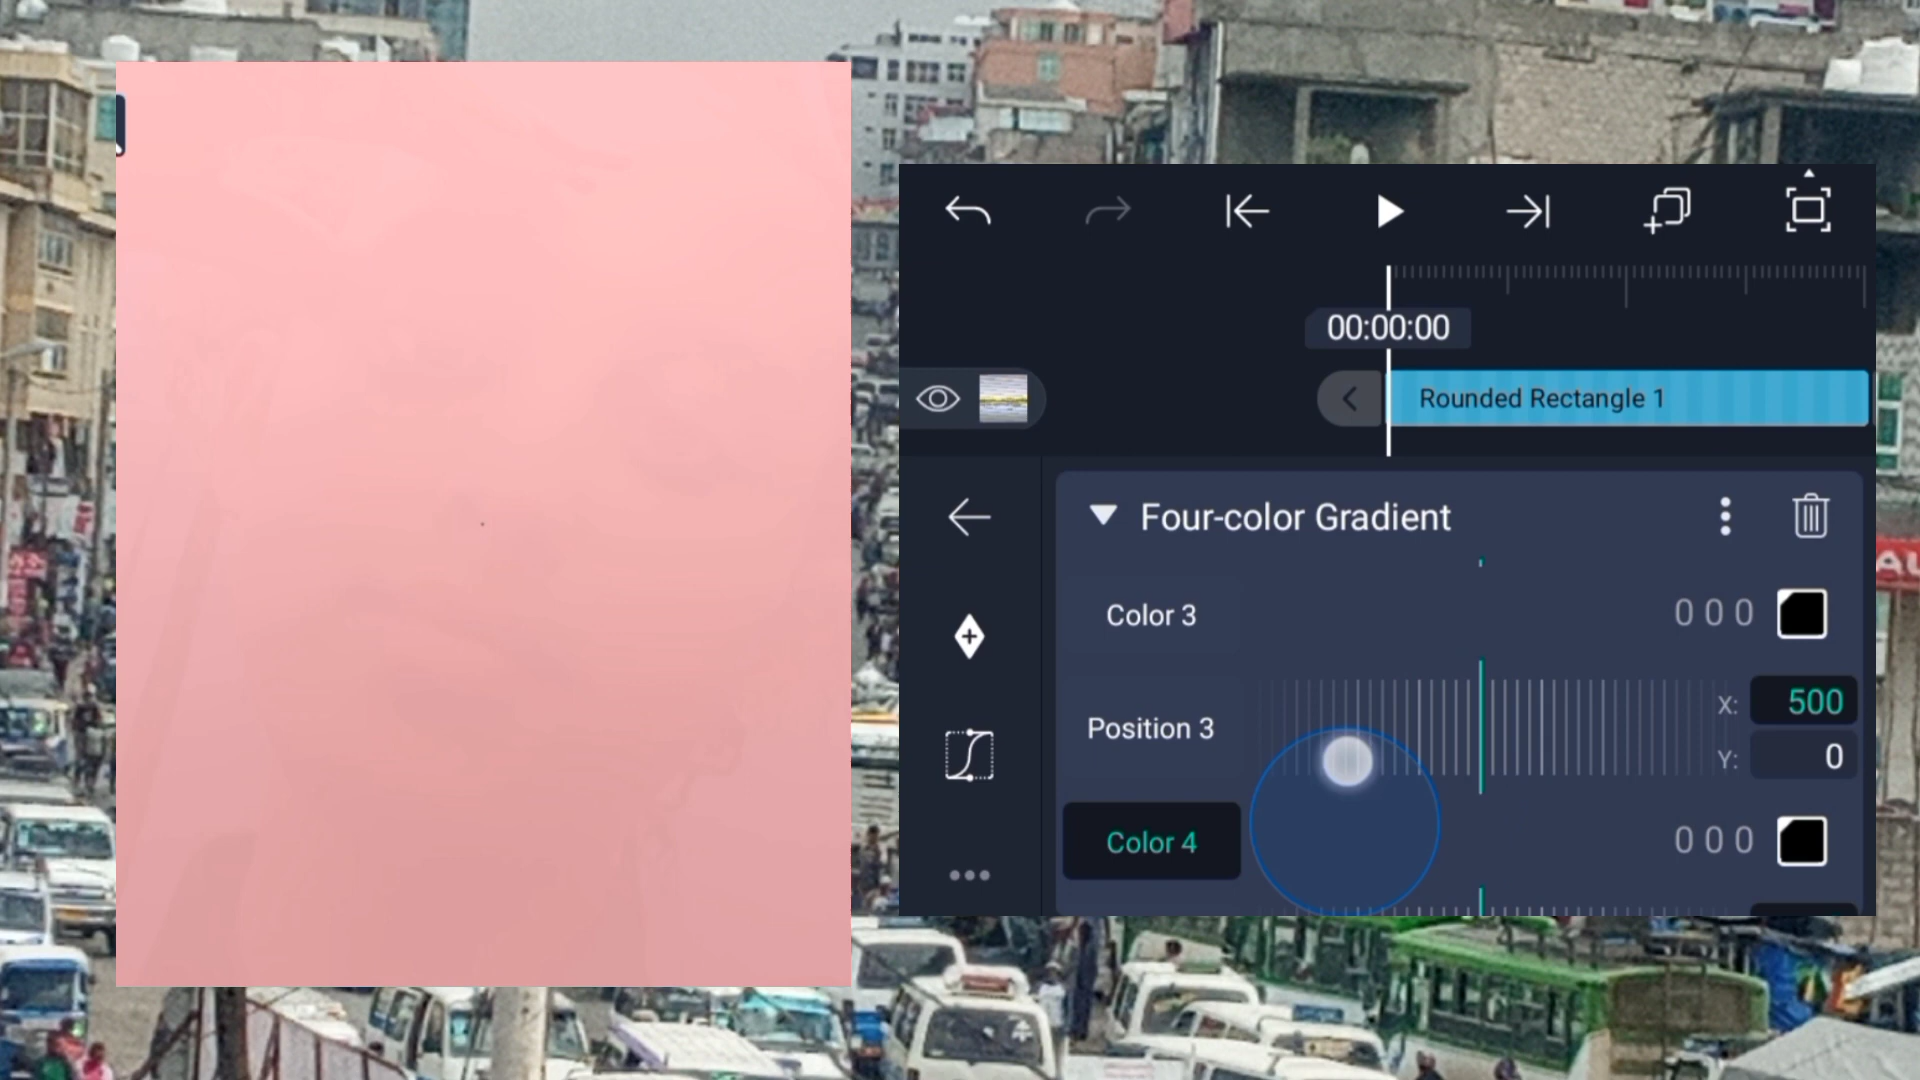 00:00:00
Rounded Rectangle 1
Four-color Gradient
Color 3
0 0 0
Position 3
X: 500
Y: 0
Color 4
0 0 0